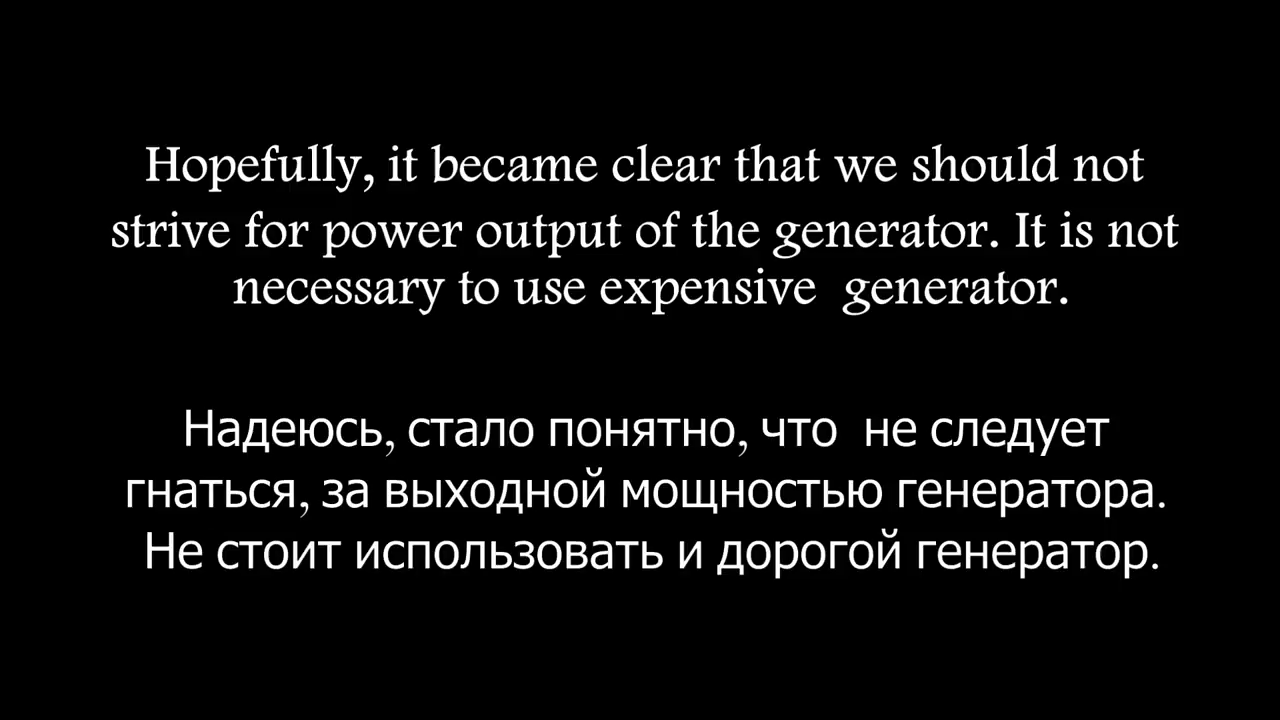 Hopefully, it became clear that we should not
strive for power output of the generator. It is not
necessary to use expensive  generator.
Надеюсь, стало понятно, что  не следует
гнаться, за выходной мощностью генератора.
Не стоит использовать и дорогой генератор.